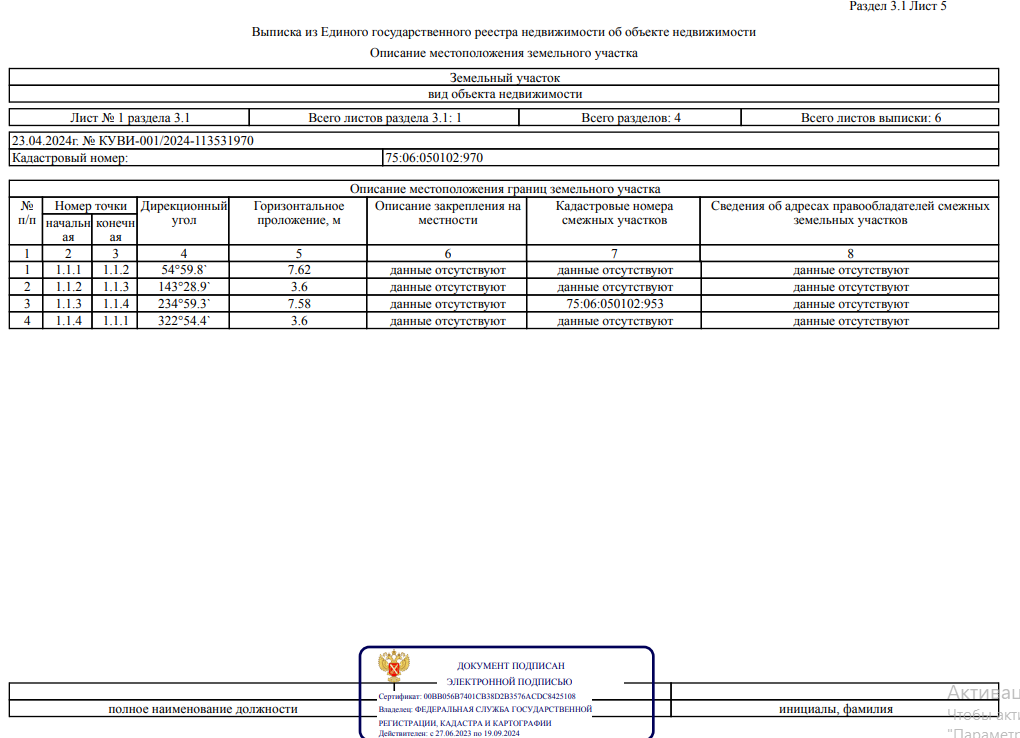 Раздел 3.1 Лист 5
Выписка из Единого государственного реестра недвижимости об объекте недвижимости
Описание местоположения земельного участка
Земельный участок
вид объекта недвижимости
Лист № 1 раздела 3.1 Всего листов раздела 3.1: 1 Всего разделов: 4 Всего листов выписки: 6
23.04.2024г. № КУВИ-001/2024-113531970
Кадастровый номер: 75:06:050102:970
Описание местоположения границ земельного участка
№ п/п Номер точки Дирекционный угол Горизонтальное проложение, м Описание закрепления на местности Кадастровые номера смежных участков Сведения об адресах правообладателей смежных земельных участков
начальная конечная
1 2 3 4 5 6 7 8
1 1.1.1 1.1.2 54°59.8` 7.62 данные отсутствуют данные отсутствуют данные отсутствуют
2 1.1.2 1.1.3 143°28.9` 3.6 данные отсутствуют данные отсутствуют данные отсутствуют
3 1.1.3 1.1.4 234°59.3` 7.58 данные отсутствуют 75:06:050102:953 данные отсутствуют
4 1.1.4 1.1.1 322°54.4` 3.6 данные отсутствуют данные отсутствуют данные отсутствуют
ДОКУМЕНТ ПОДПИСАН
ЭЛЕКТРОННОЙ ПОДПИСЬЮ
Сертификат: 00BB056B7401CB38D2B3576ACDC8425108
Владелец: ФЕДЕРАЛЬНАЯ СЛУЖБА ГОСУДАРСТВЕННОЙ
РЕГИСТРАЦИИ, КАДАСТРА И КАРТОГРАФИИ
Действителен: с 27.06.2023 по 19.09.2024
полное наименование должности инициалы, фамилия
Активац
Чтобы акти
"Параметр